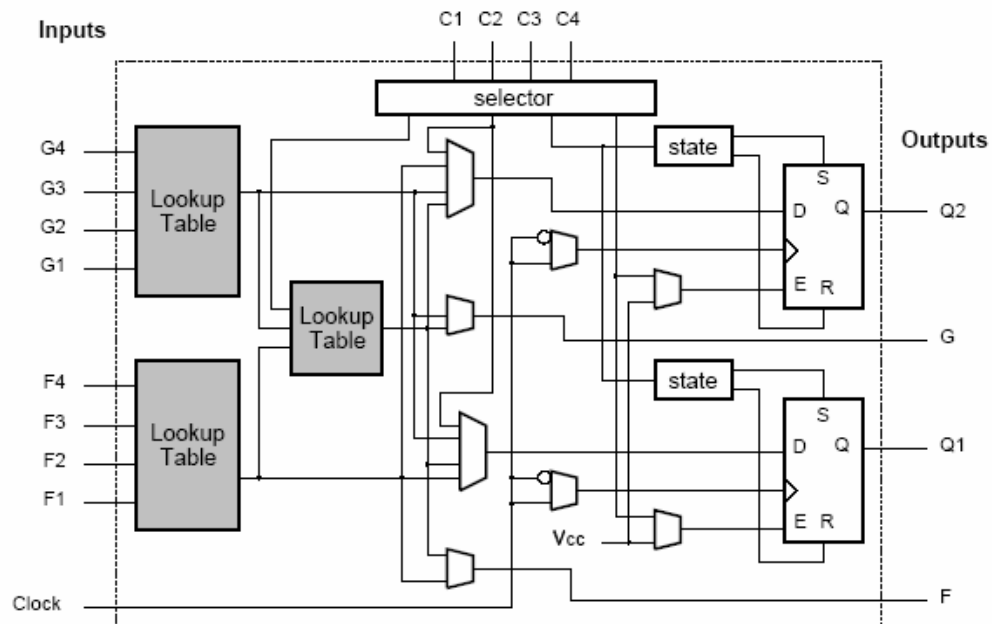 C1 C2 C3 C4
Inputs
selector
G4
G3
G2
G1
Lookup
Table
state
Outputs
S
D Q
E R
Q2
Lookup
Table
G
F4
F3
F2
F1
Lookup
Table
state
S
D Q
E R
Q1
Vcc
Clock
F